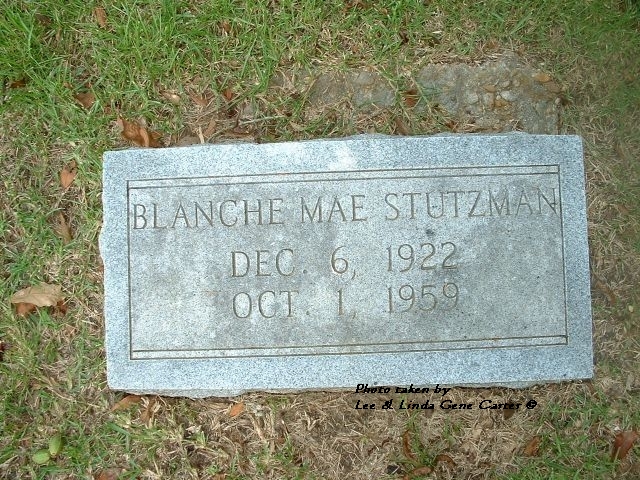 BLANCHE MAE STUTZMAN
DEC. 6, 1922
OCT. 1, 1959
Photo taken by
Lee & Linda Gene Carter ©